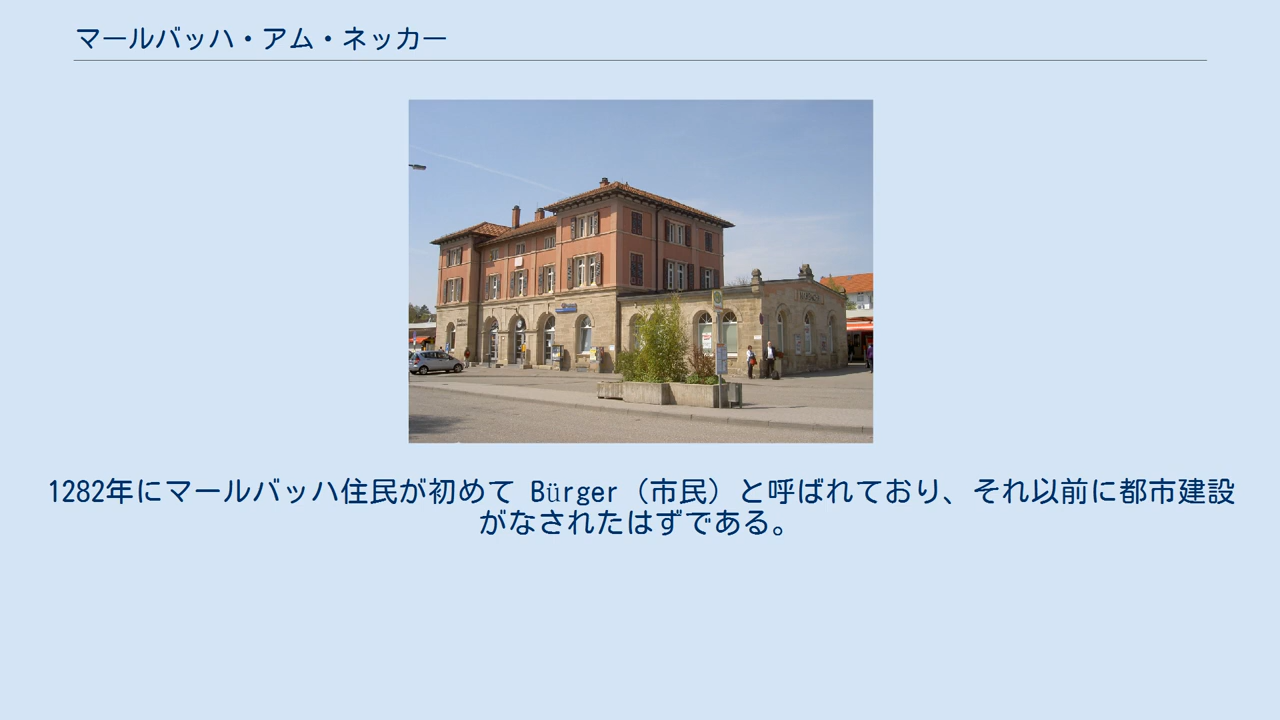 マールバッハ・アム・ネッカー
1282年にマールバッハ住民が初めて Bürger（市民）と呼ばれており、それ以前に都市建設
がなされたはずである。